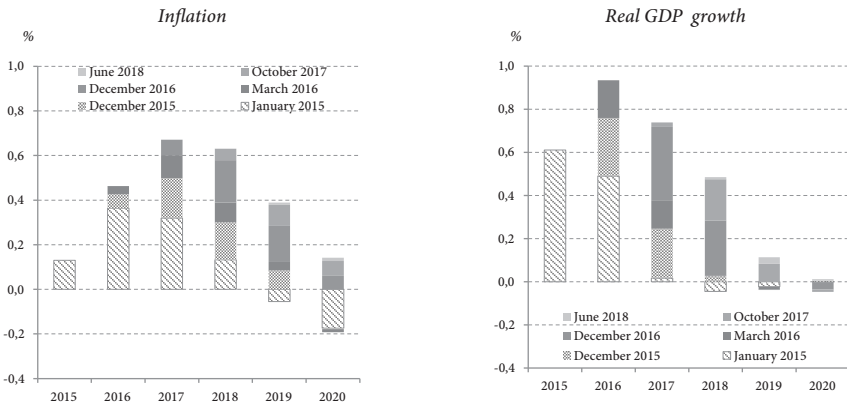 Inflation
%
1,0
0,8
0,6
0,4
0,2
0,0
-0,2
-0,4
June 2018 October 2017
December 2016 March 2016
December 2015 January 2015
2015 2016 2017 2018 2019 2020
Real GDP growth
%
1,0
0,8
0,6
0,4
0,2
0,0
-0,2
-0,4
June 2018 October 2017
December 2016 March 2016
December 2015 January 2015
2015 2016 2017 2018 2019 2020